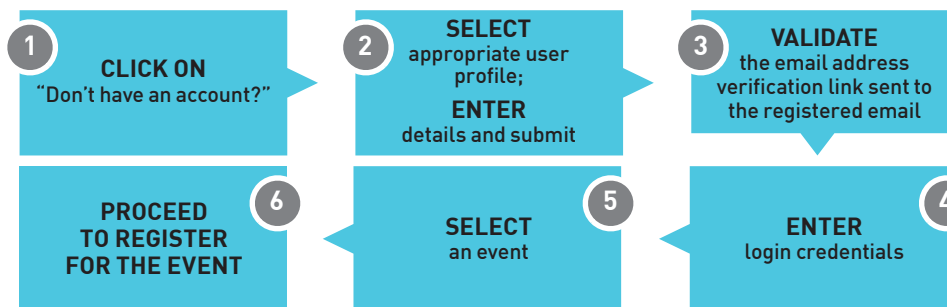 1
CLICK ON
“Don't have an account?”
2
SELECT
appropriate user
profile;
ENTER
details and submit
3
VALIDATE
the email address
verification link sent to
the registered email
4
ENTER
login credentials
5
SELECT
an event
6
PROCEED
TO REGISTER
FOR THE EVENT